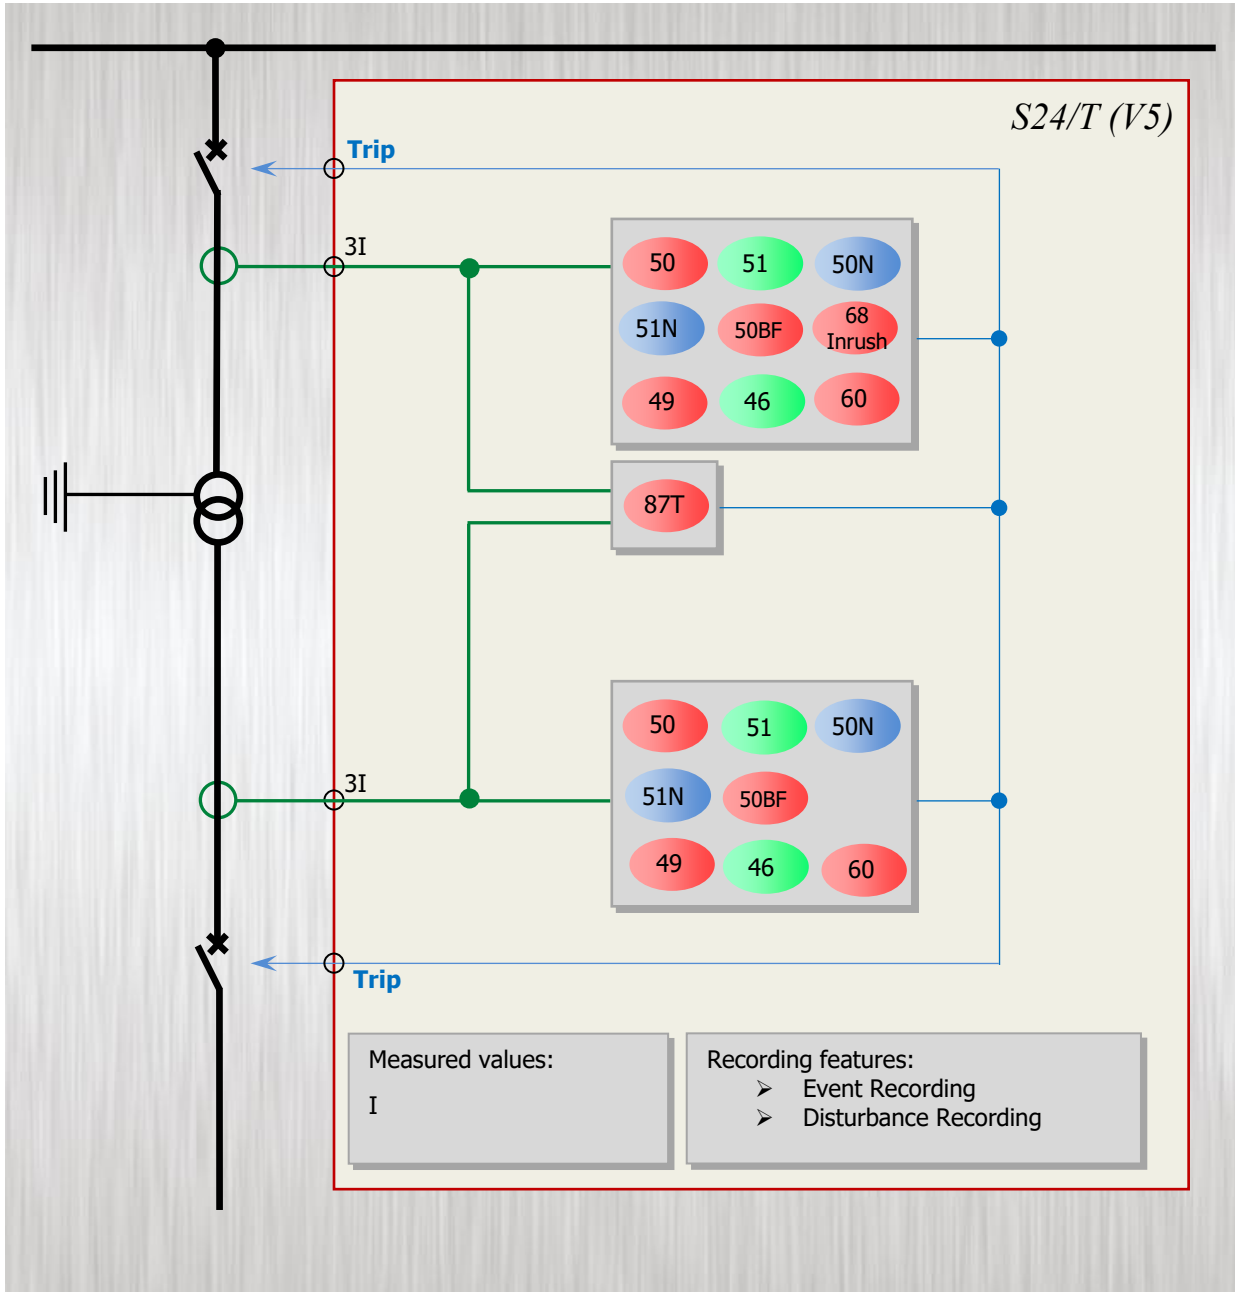 S24/T (V5)
Trip
3I
50 51 50N
51N 50BF 68
Inrush
49 46 60
87T
50 51 50N
3I
51N 50BF
49 46 60
Trip
Measured values:
I
Recording features:
➢ Event Recording
➢ Disturbance Recording